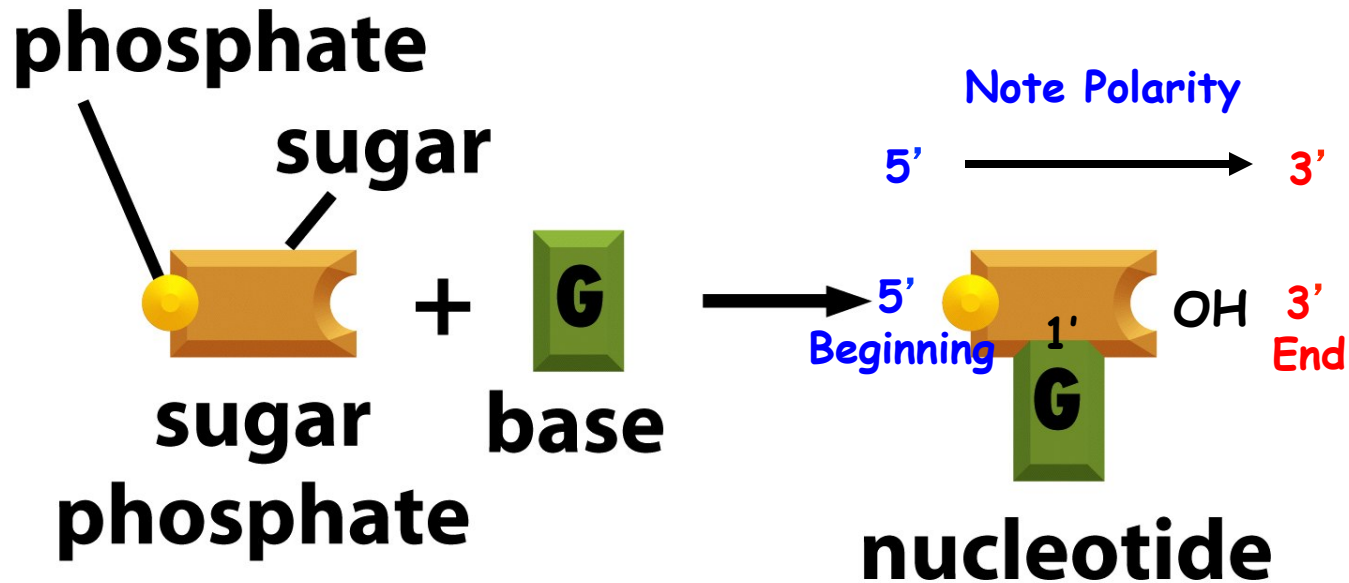 phosphate
sugar
Note Polarity
5’ 3’
G
+
5’
Beginning
1’
OH
3’
End
G
sugar
phosphate
base
nucleotide